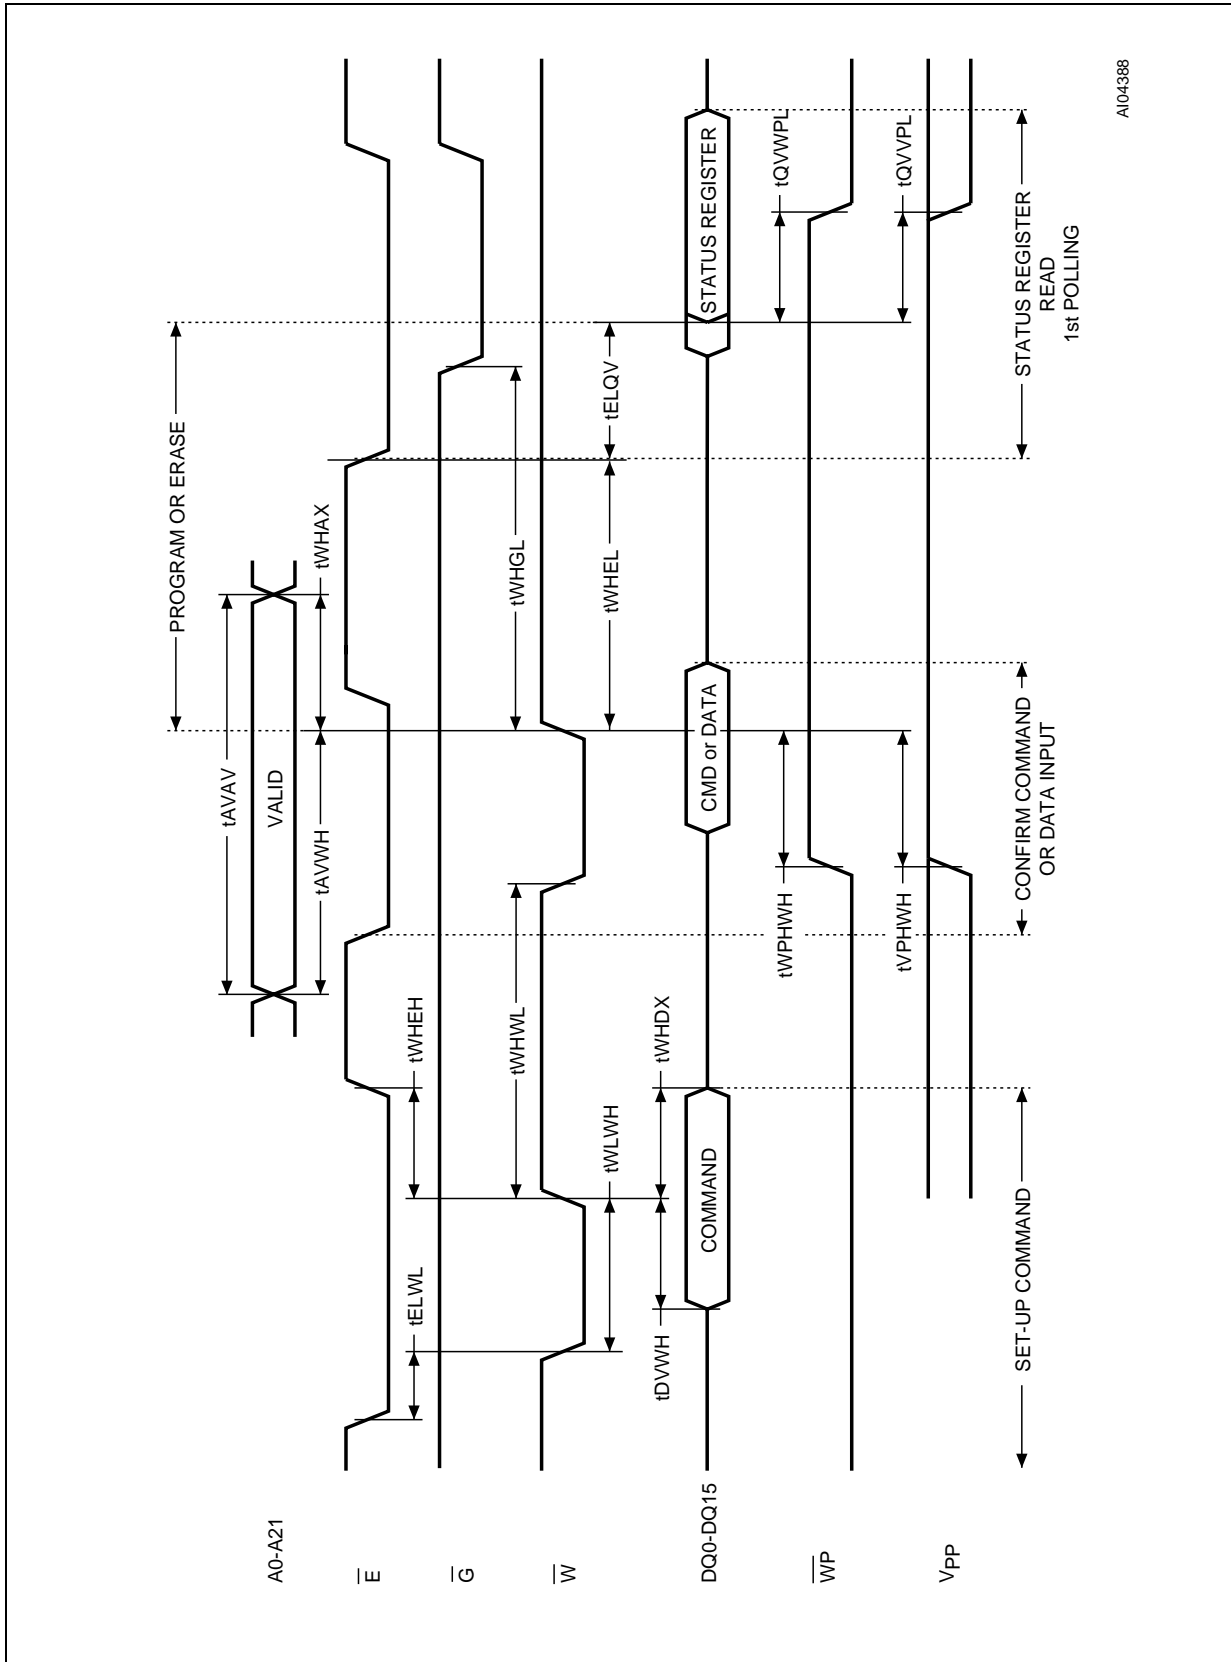 PROGRAM OR ERASE
tAVAV
A0-A21
VALID
tAVWH
tWHAX
E
tELWL
tWHEH
G
tWHWL
tWHGL
W
tWLWH
tWHEL
tELQV
tDVWH
tWHDX
DQ0-DQ15
COMMAND
CMD or DATA
STATUS REGISTER
tWPHWH
tQVWPL
WP
tVPHWH
tQVVPL
VPP
SET-UP COMMAND
CONFIRM COMMAND
OR DATA INPUT
STATUS REGISTER
READ
1st POLLING
AI04388